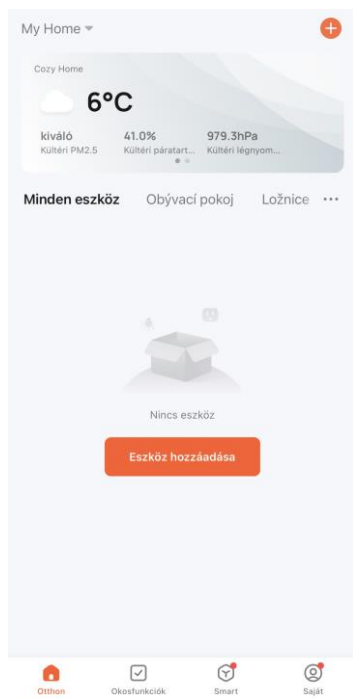 My Home
Cozy Home
6°C
kiváló 41.0% 979.3hPa
Kültéri PM2.5 Kültéri páratart... Kültéri légnyom...
Minden eszköz Obývací pokoj Ložnice ...
Nincs eszköz
Eszköz hozzáadása
Otthon Okosfunkciók Smart Saját